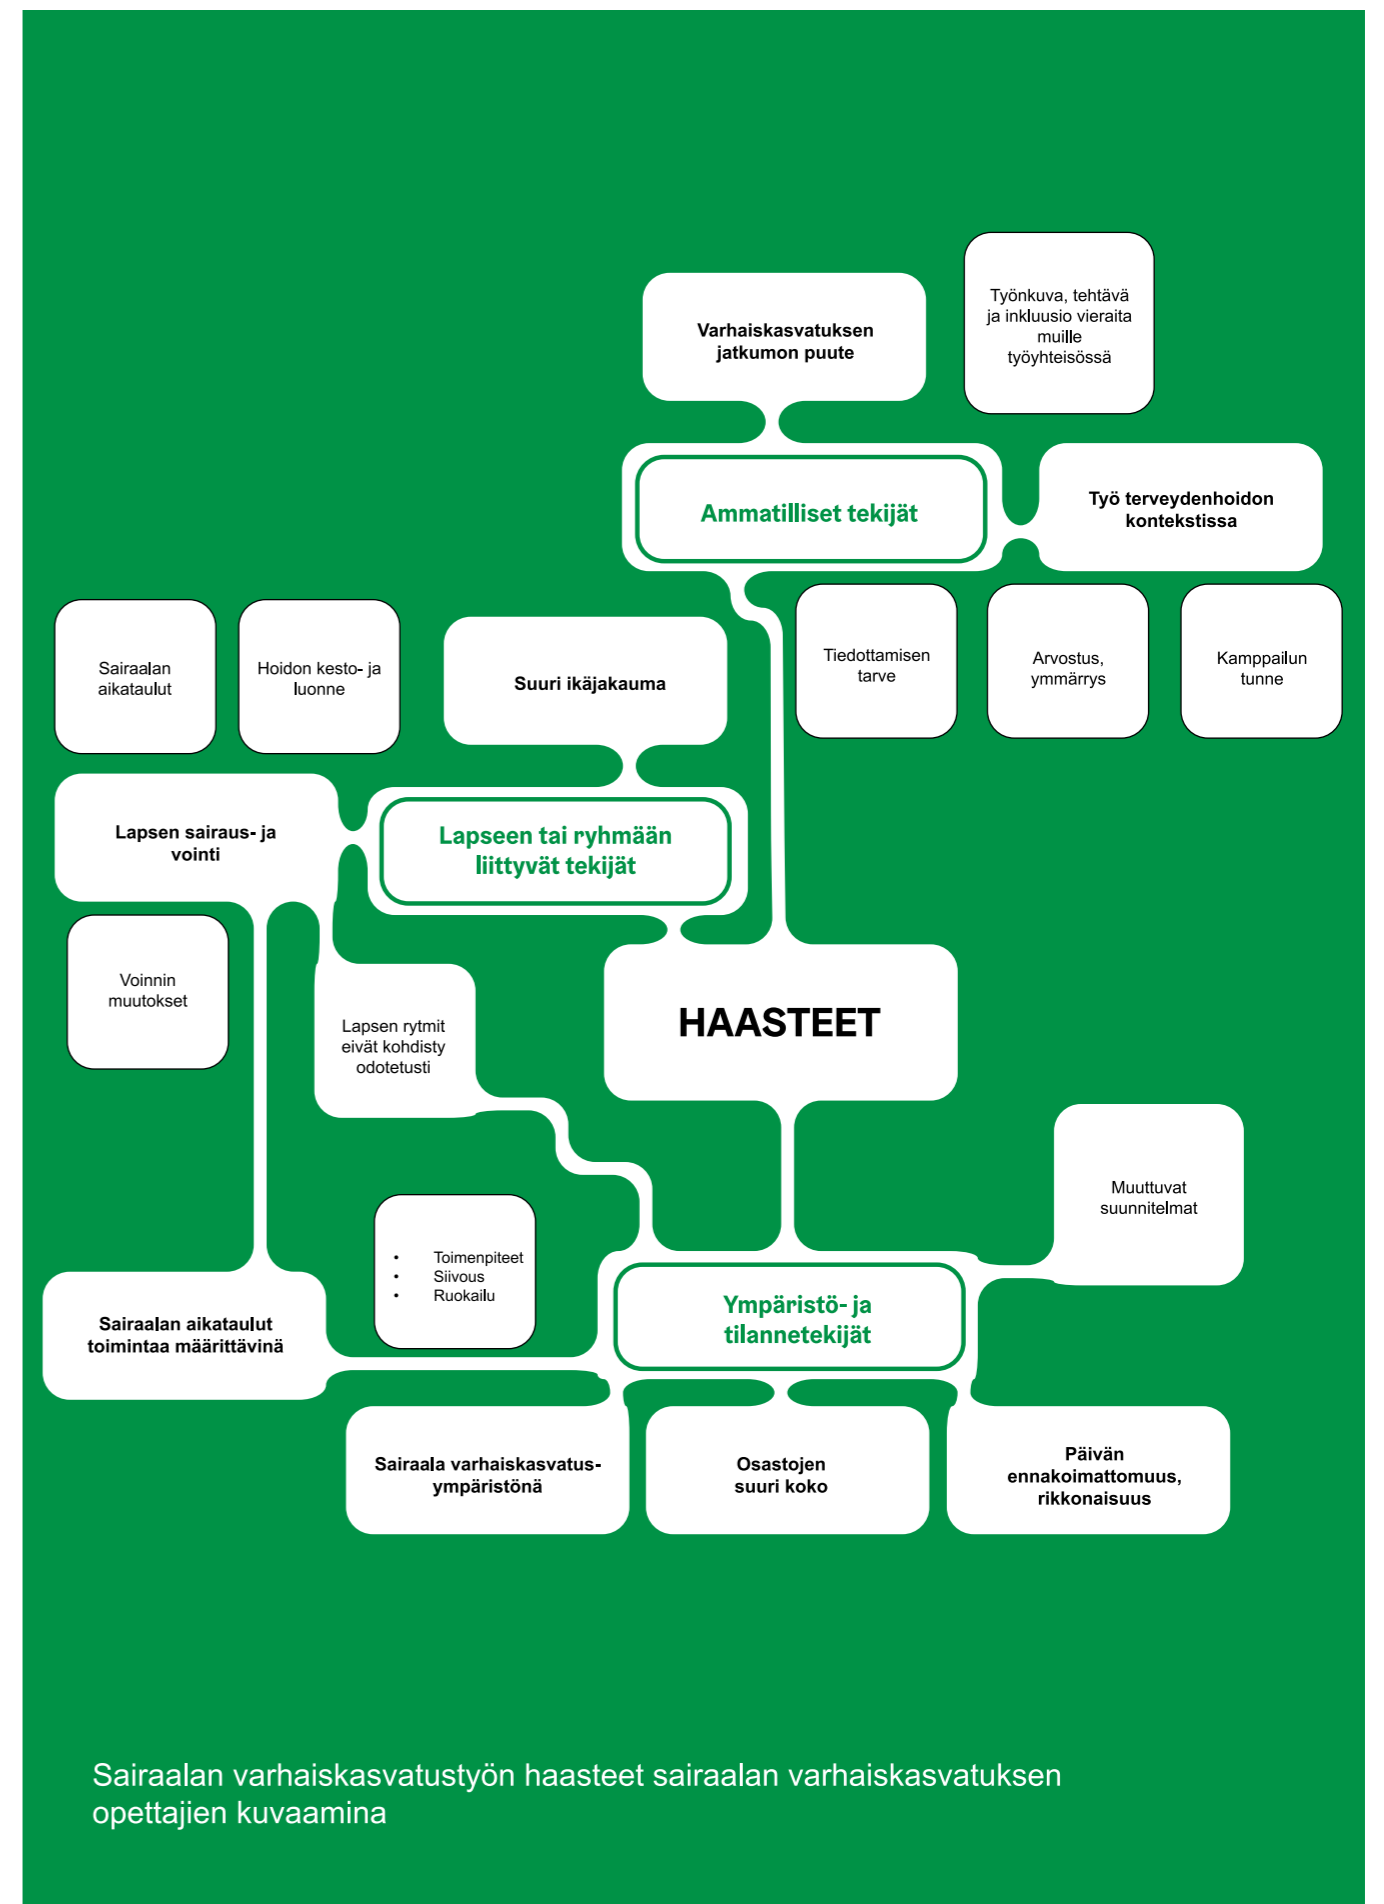 Työnkuva, tehtävä
ja inkluusio vieraita
muille
työyhteisössä
Varhaiskasvatuksen
jatkumon puute
Ammatilliset tekijät
Työ terveydenhoidon
kontekstissa
Sairaalan
aikataulut
Hoidon kesto- ja
luonne
Suuri ikäjakauma
Tiedottamisen
tarve
Arvostus,
ymmärrys
Kamppailun
tunne
Lapsen sairaus- ja
vointi
Lapseen tai ryhmään
liittyvät tekijät
Voinnin
muutokset
Lapsen rytmit
eivät kohdisty
odotetusti
HAASTEET
Muuttuvat
suunnitelmat
• Toimenpiteet
• Siivous
• Ruokailu
Sairaalan aikataulut
toimintaa määrittävinä
Ympäristö- ja
tilannetekijät
Sairaala varhaiskasvatus-
ympäristönä
Osastojen
suuri koko
Päivän
ennakoimattomuus,
rikkonaisuus
Sairaalan varhaiskasvatustyön haasteet sairaalan varhaiskasvatuksen
opettajien kuvaamina